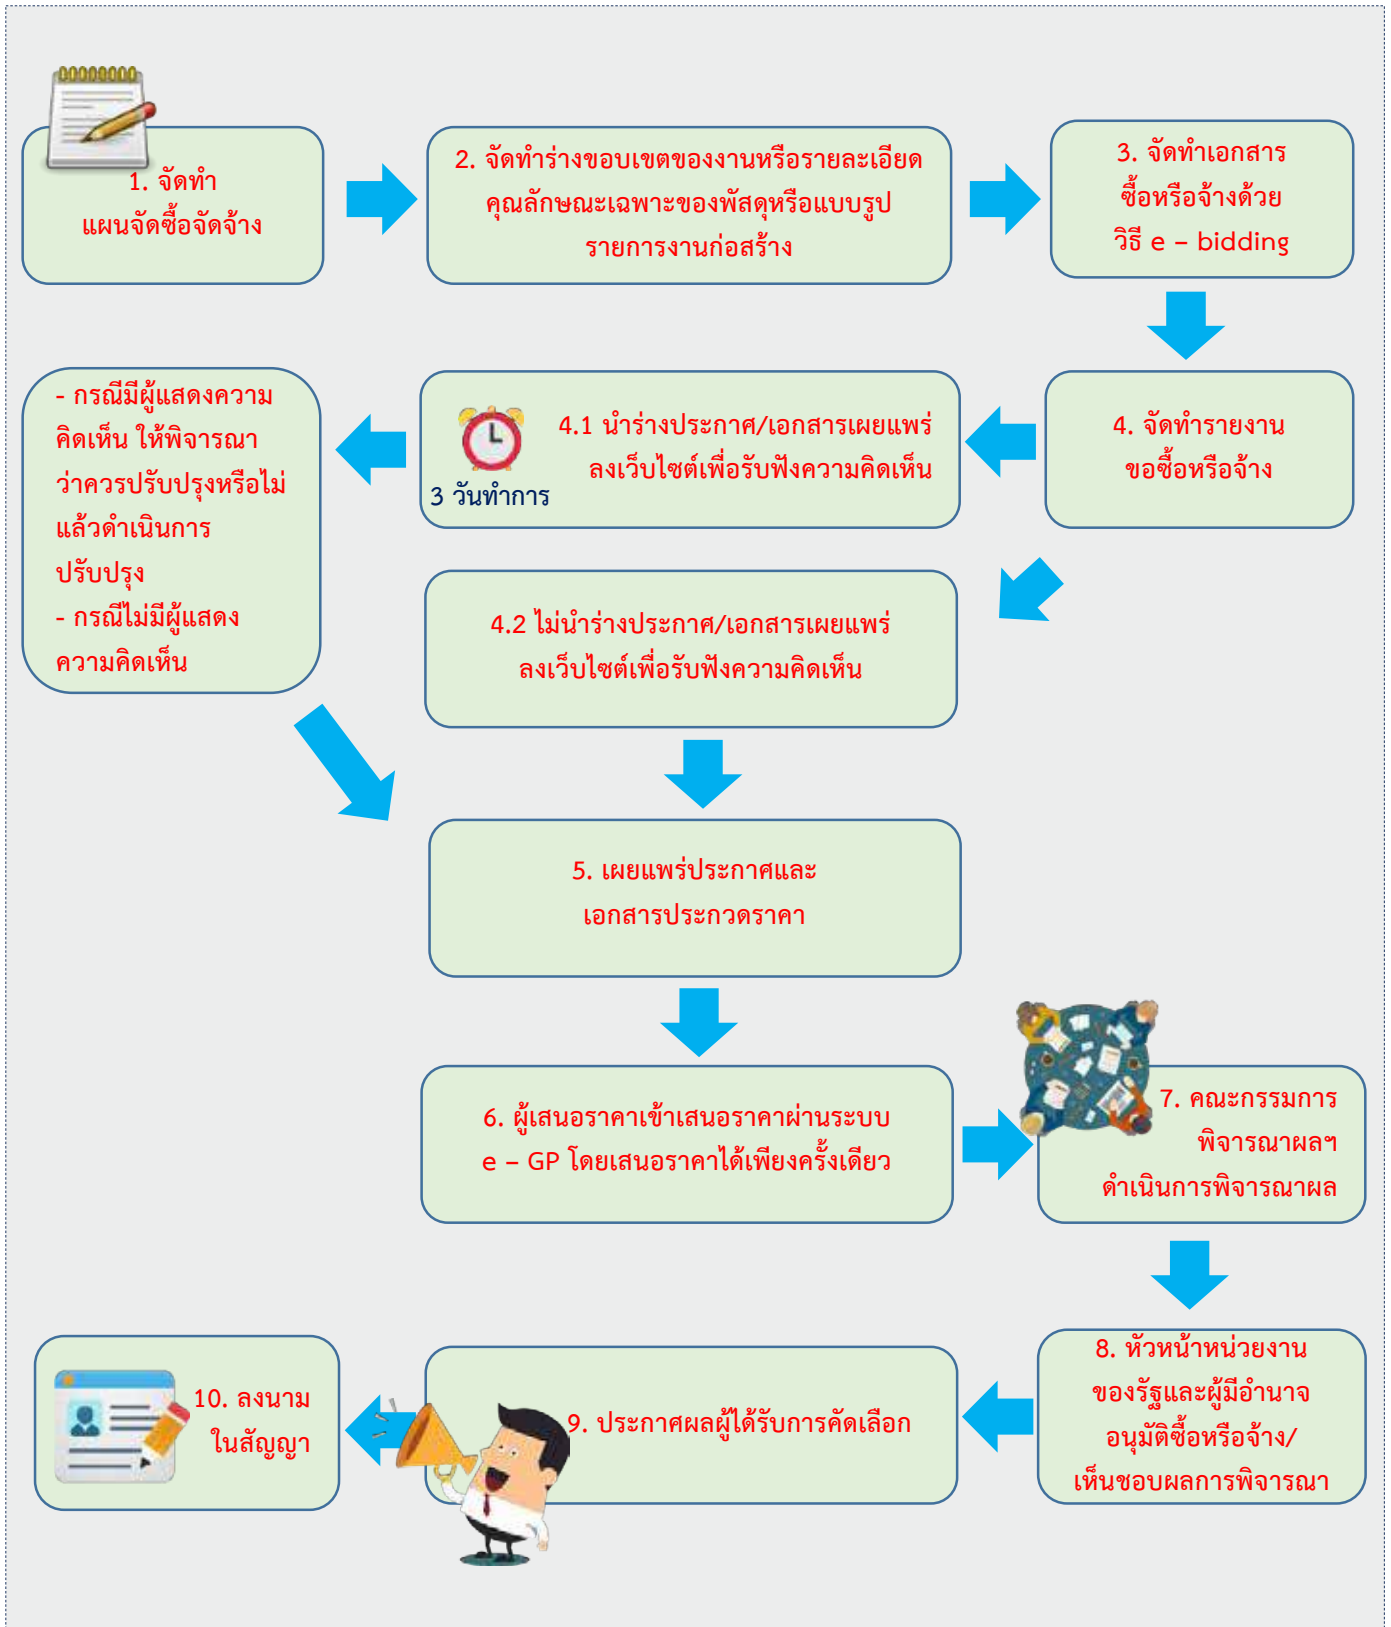 1. จัดทำ
แผนจัดซื้อจัดจ้าง
2. จัดทำร่างขอบเขตของงานหรือรายละเอียด
คุณลักษณะเฉพาะของพัสดุหรือแบบรูป
รายการงานก่อสร้าง
3. จัดทำเอกสาร
ซื้อหรือจ้างด้วย
วิธี e – bidding
4. จัดทำรายงาน
ขอซื้อหรือจ้าง
4.1 นำร่างประกาศ/เอกสารเผยแพร่
ลงเว็บไซต์เพื่อรับฟังความคิดเห็น
3 วันทำการ
- กรณีมีผู้แสดงความ
คิดเห็น ให้พิจารณา
ว่าควรปรับปรุงหรือไม่
แล้วดำเนินการ
ปรับปรุง
- กรณีไม่มีผู้แสดง
ความคิดเห็น
4.2 ไม่นำร่างประกาศ/เอกสารเผยแพร่
ลงเว็บไซต์เพื่อรับฟังความคิดเห็น
5. เผยแพร่ประกาศและ
เอกสารประกวดราคา
6. ผู้เสนอราคาเข้าเสนอราคาผ่านระบบ
e – GP โดยเสนอราคาได้เพียงครั้งเดียว
7. คณะกรรมการ
พิจารณาผลฯ
ดำเนินการพิจารณาผล
8. หัวหน้าหน่วยงาน
ของรัฐและผู้มีอำนาจ
อนุมัติซื้อหรือจ้าง/
เห็นชอบผลการพิจารณา
9. ประกาศผลผู้ได้รับการคัดเลือก
10. ลงนาม
ในสัญญา